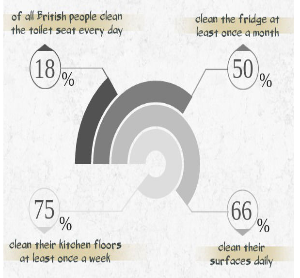 of all British people clean
the toilet seat every day
18 %
clean the fridge at
least once a month
50 %
75 %
clean their kitchen floors
at least once a week
66 %
clean their
surfaces daily